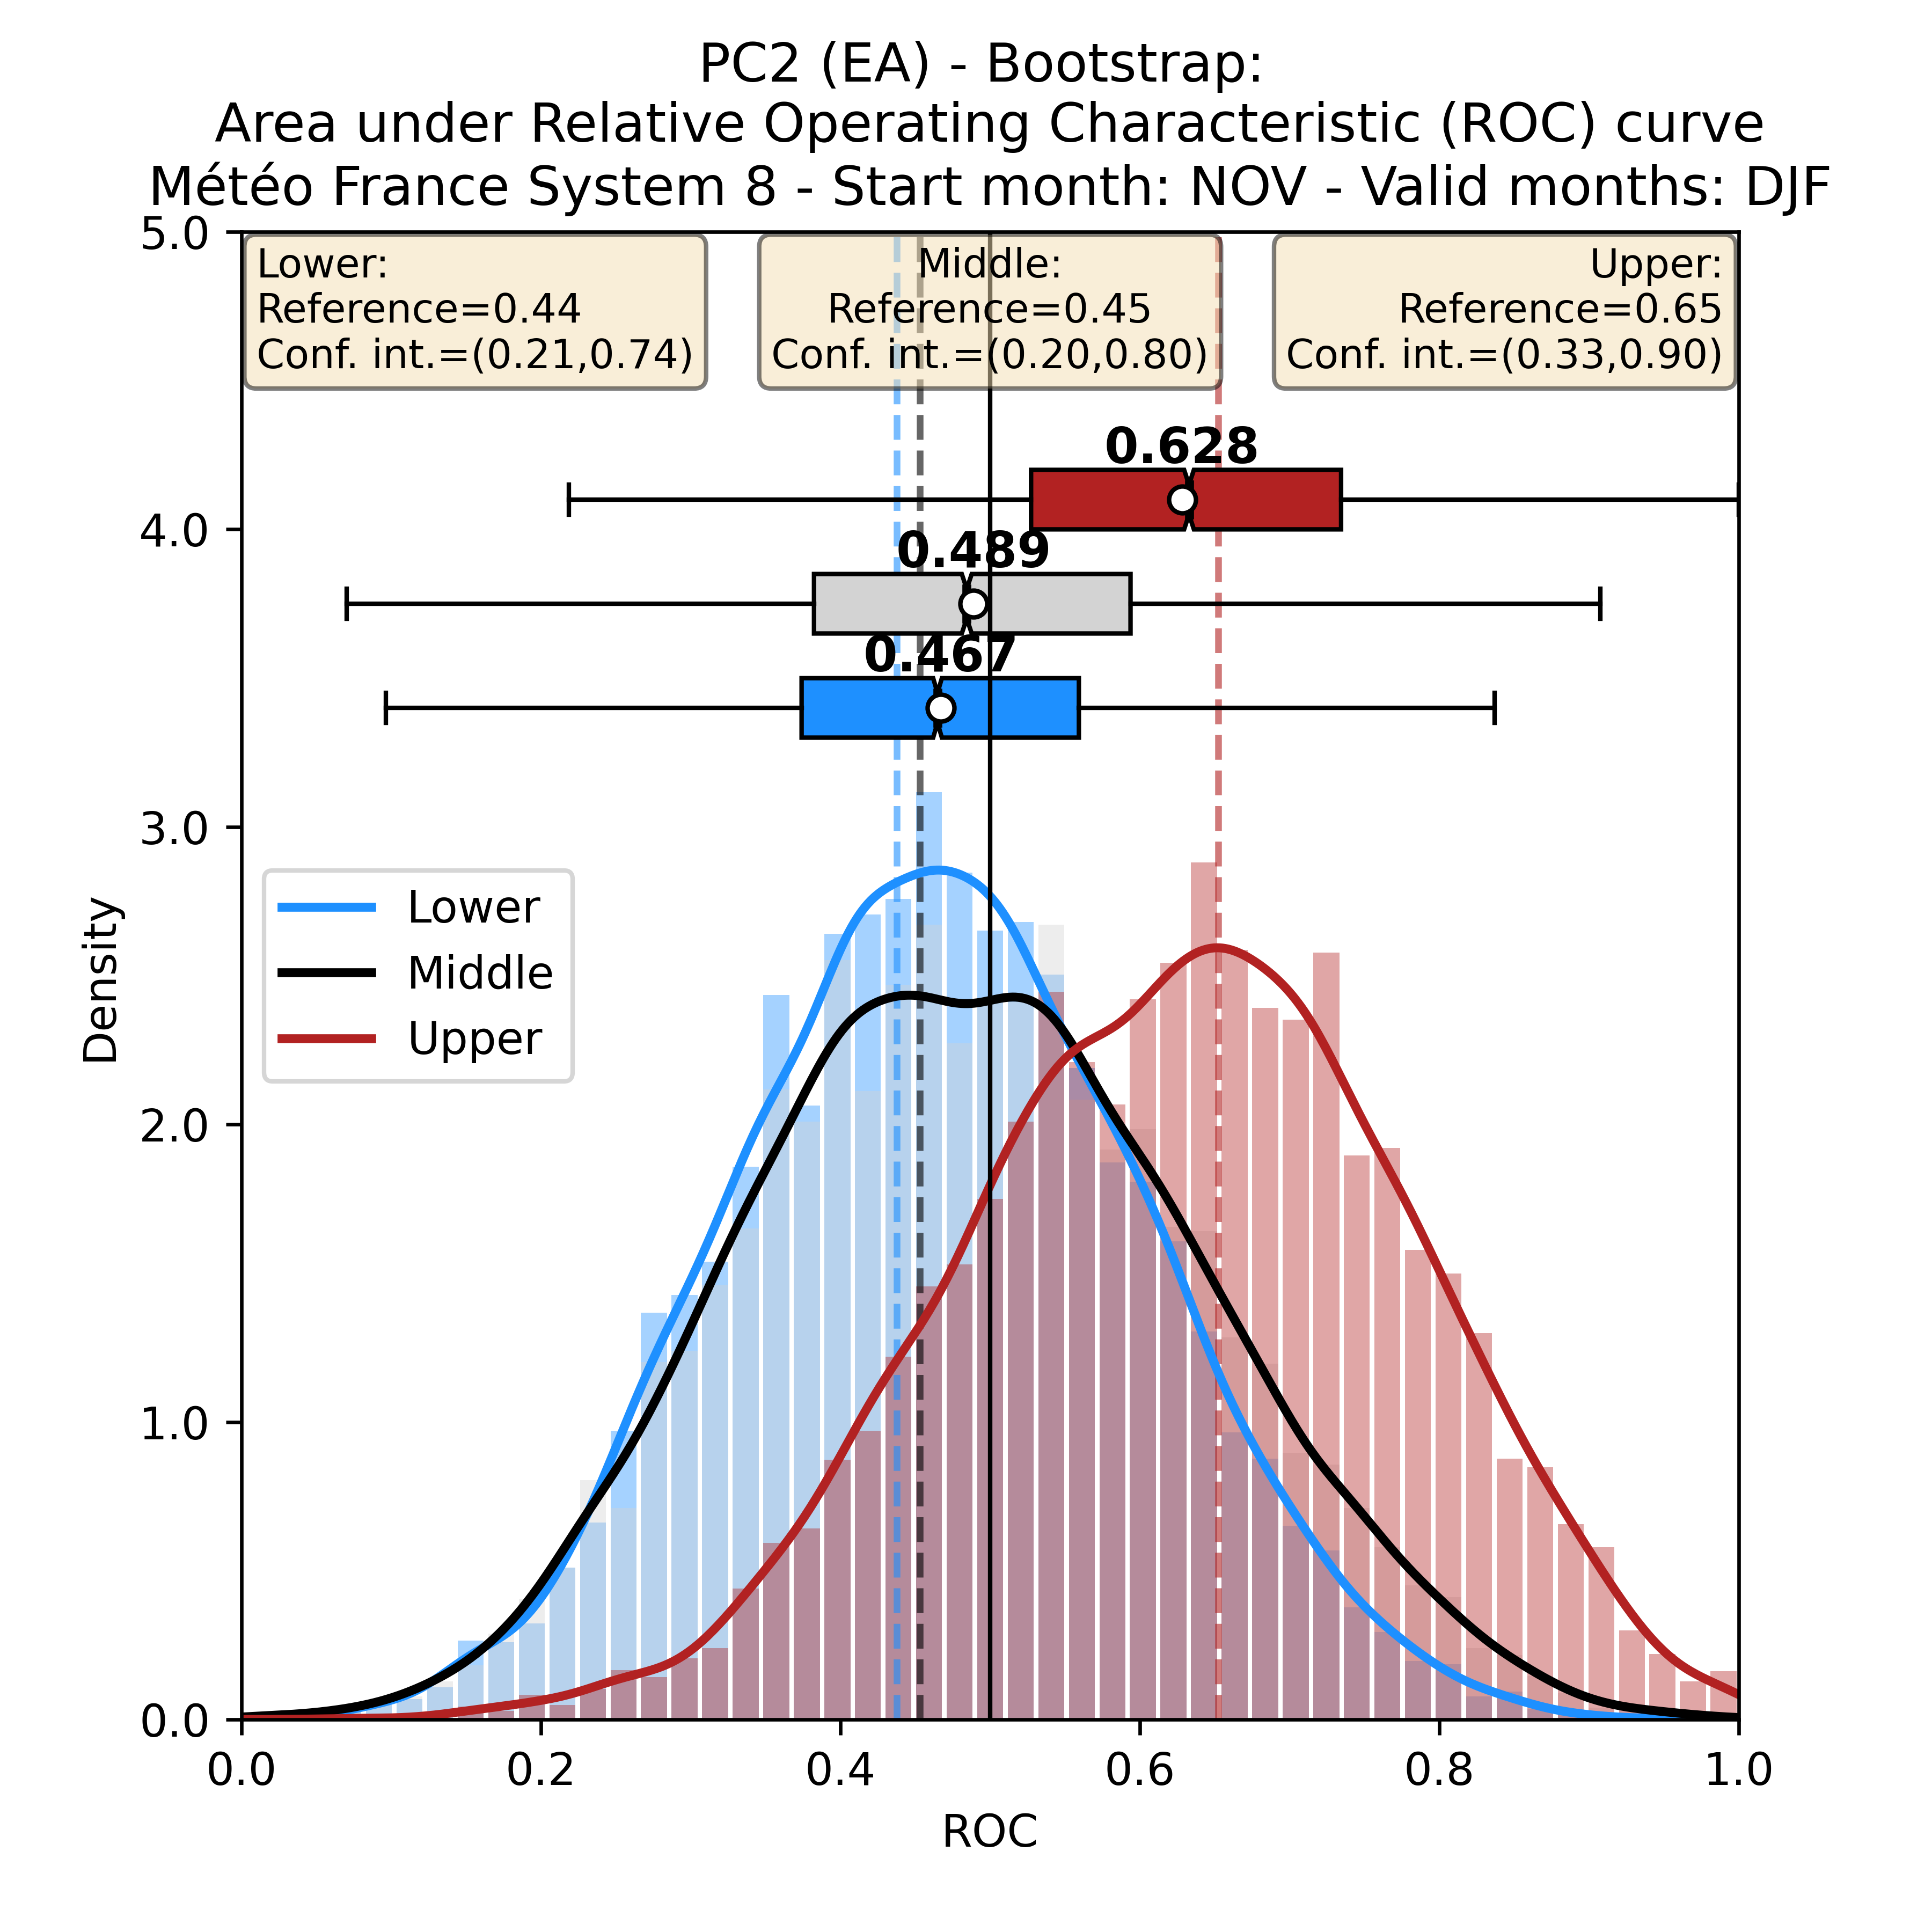 PC2 (EA) - Bootstrap:
Area under Relative Operating Characteristic (ROC) curve
Météo France System 8 - Start month: NOV - Valid months: DJF
5.0
Lower:
Reference=0.44
Conf. int.=(0.21,0.74)
Middle:
Reference=0.45
Conf. int.=(0.20,0.80)
Upper:
Reference=0.65
Conf. int.=(0.33,0.90)
0.628
4.0
0.489
0.467
3.0
Lower
Middle
Upper
Density
2.0
1.0
0.0
0.0
0.2
0.4
0.6
0.8
1.0
ROC